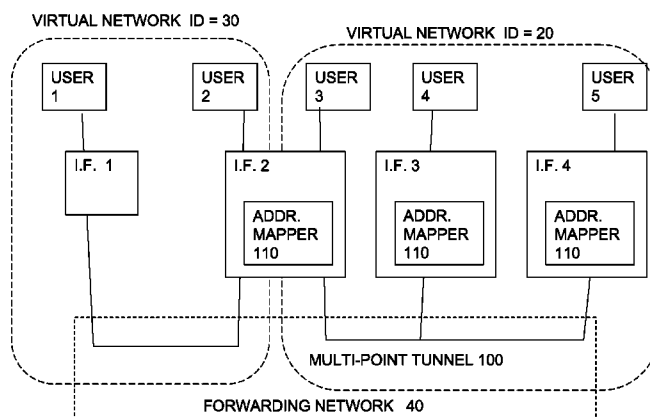 VIRTUAL NETWORK ID = 30
VIRTUAL NETWORK ID = 20
USER
1
USER
2
USER
3
USER
4
USER
5
I.F. 1
I.F. 2
I.F. 3
I.F. 4
ADDR.
MAPPER
110
ADDR.
MAPPER
110
ADDR.
MAPPER
110
MULTI-POINT TUNNEL 100
FORWARDING NETWORK 40